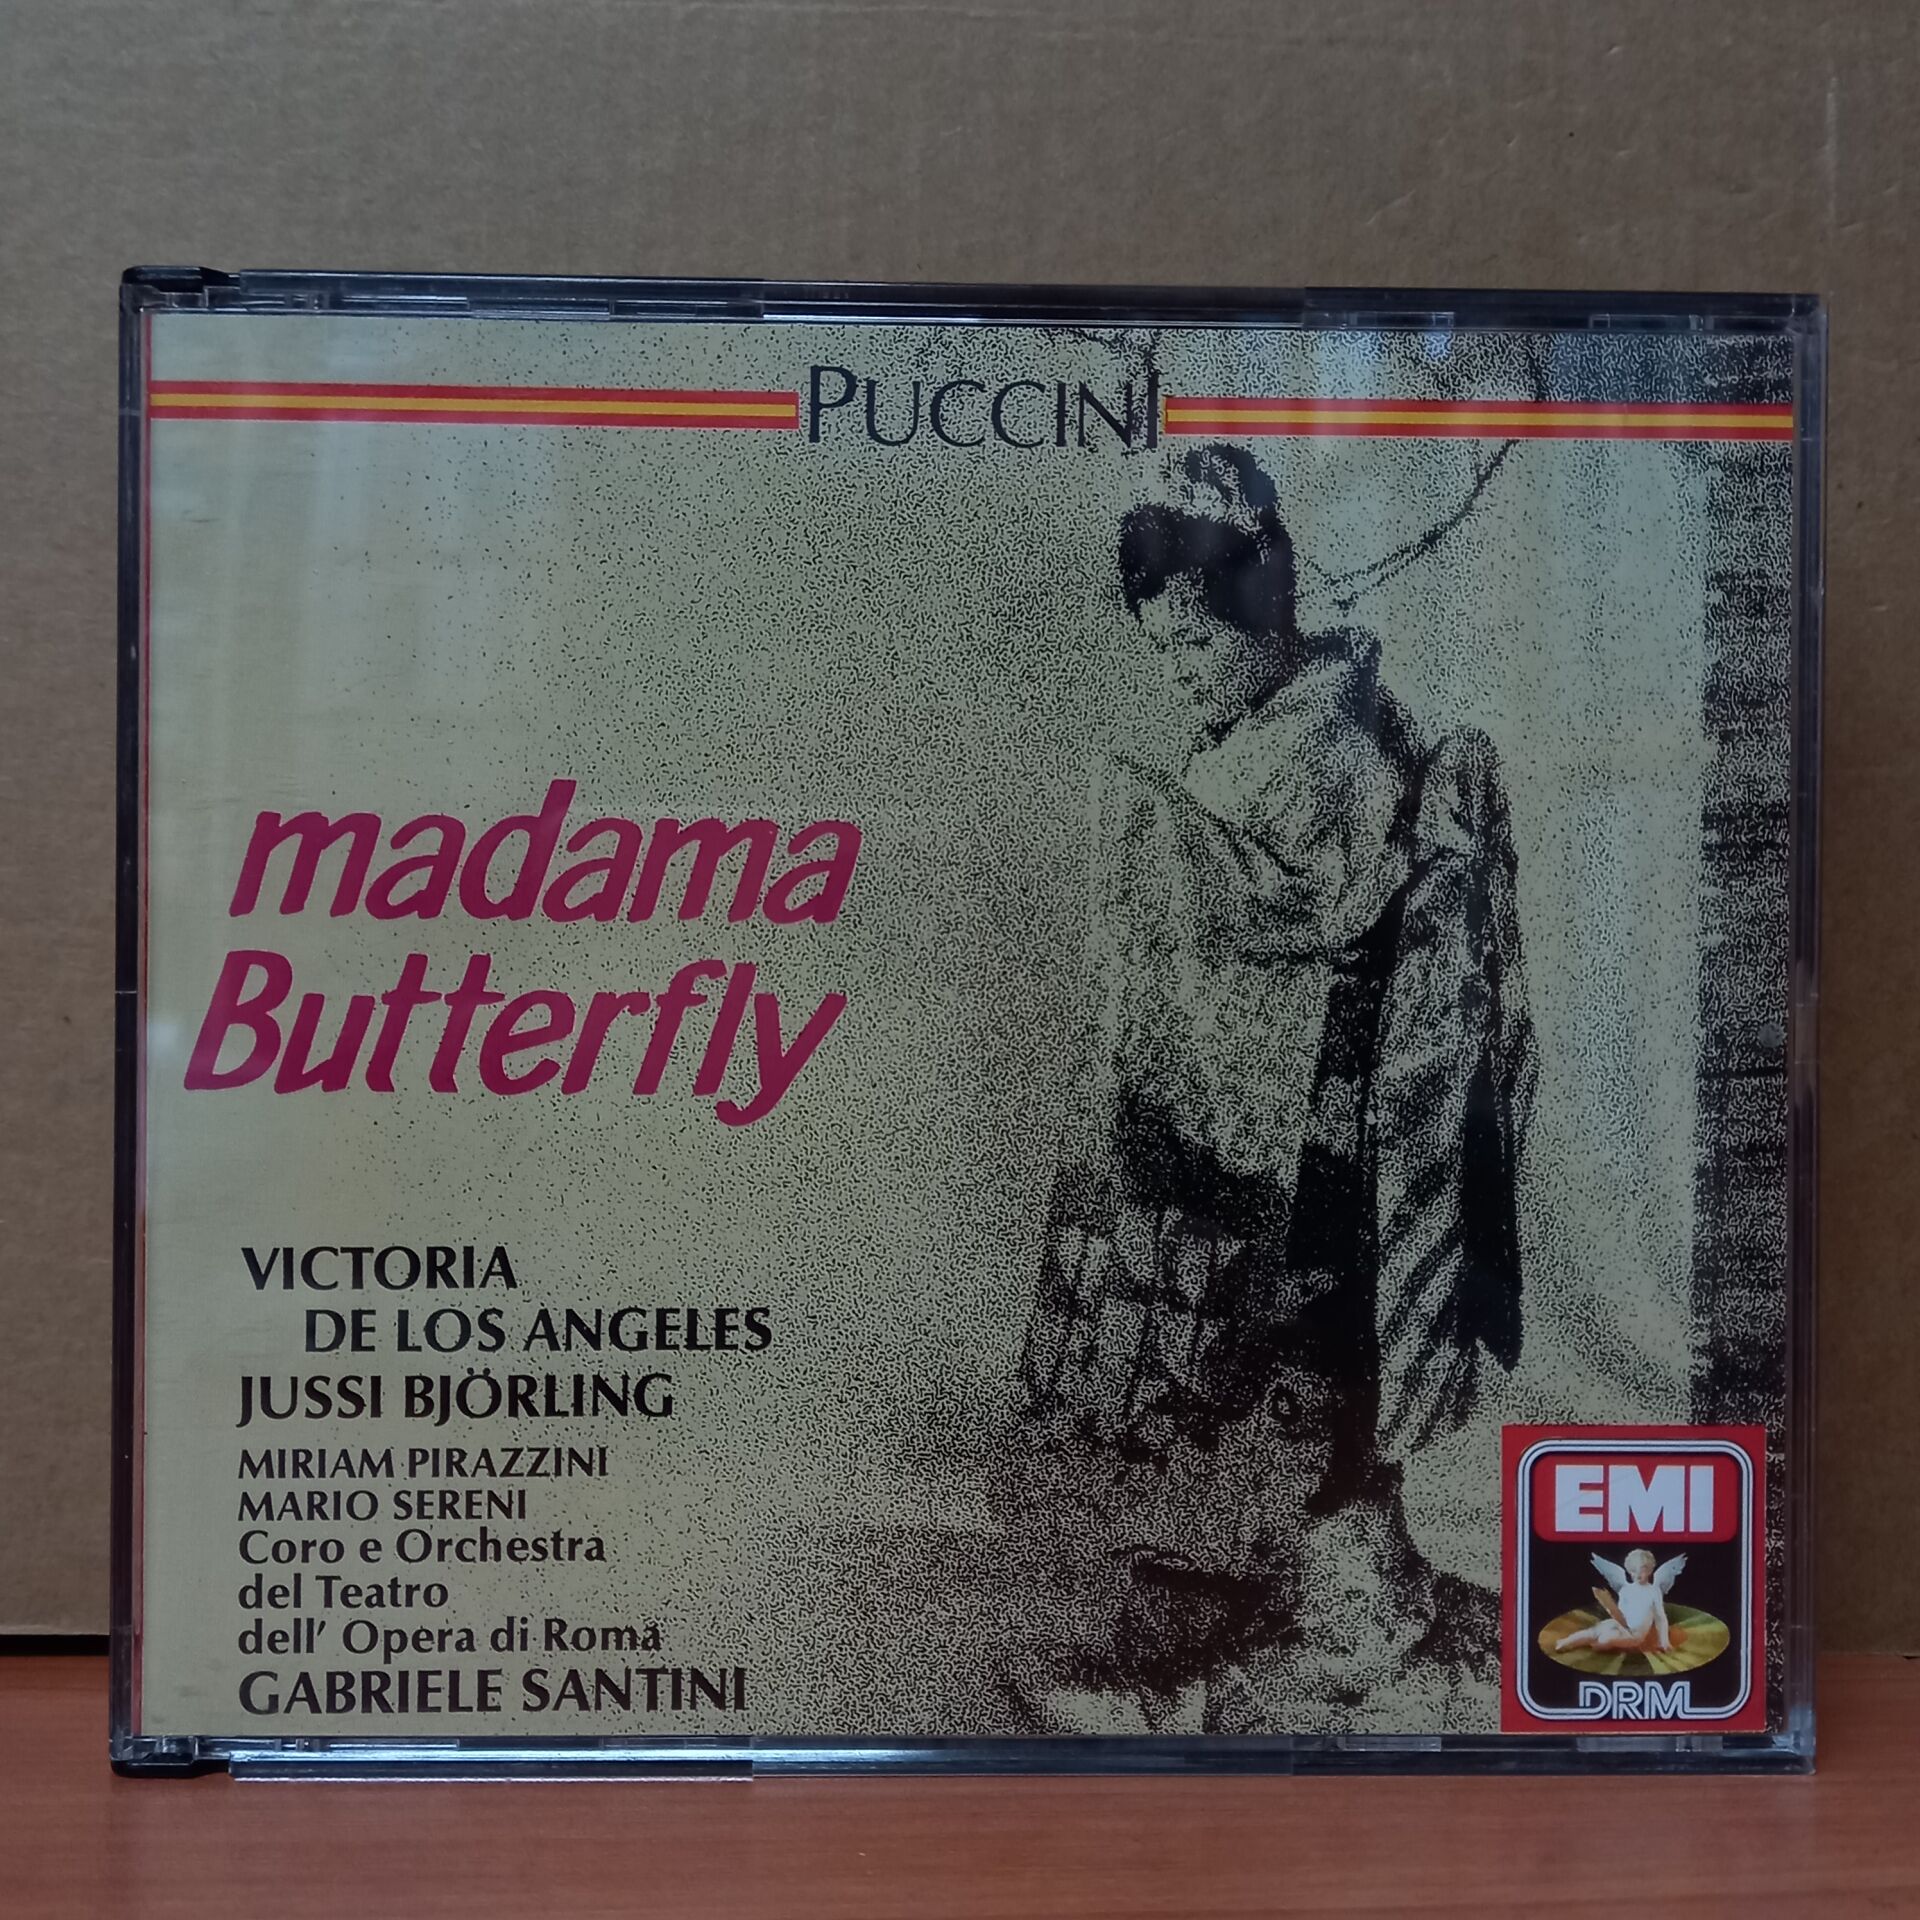 PUCCINI
madama
Butterfly
VICTORIA
DE LOS ANGELES
JUSSI BJÖRLING
MIRIAM PIRAZZINI
MARIO SERENI
Coro e Orchestra
del Teatro
dell' Opera di Roma
GABRIELE SANTINI
EMI
DRM